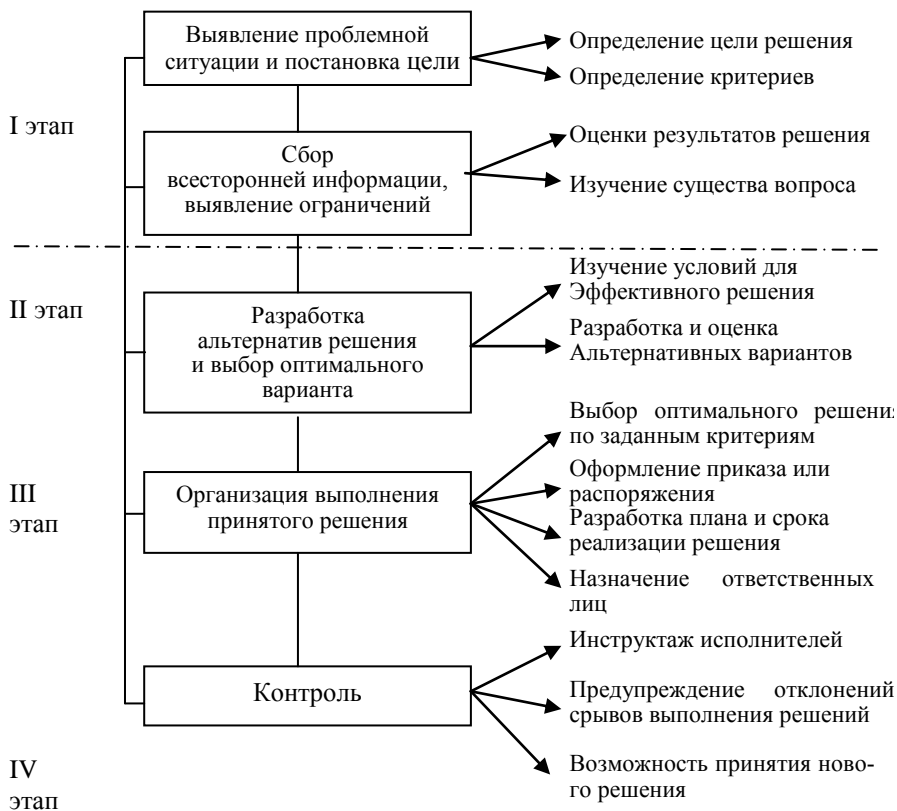 Выявление проблемной
ситуации и постановка цели
Определение цели решения
Определение критериев
I этап
Сбор
всесторонней информации,
выявление ограничений
Оценки результатов решения
Изучение существа вопроса
II этап
Разработка
альтернатив решения
и выбор оптимального
варианта
Изучение условий для
Эффективного решения
Разработка и оценка
Альтернативных вариантов
III
этап
Организация выполнения
принятого решения
Выбор оптимального решени
по заданным критериям
Оформление приказа или
распоряжения
Разработка плана и срока
реализации решения
Назначение ответственных
лиц
Контроль
Инструктаж исполнителей
Предупреждение отклонений
срывов выполнения решений
Возможность принятия ново-
го решения
IV
этап